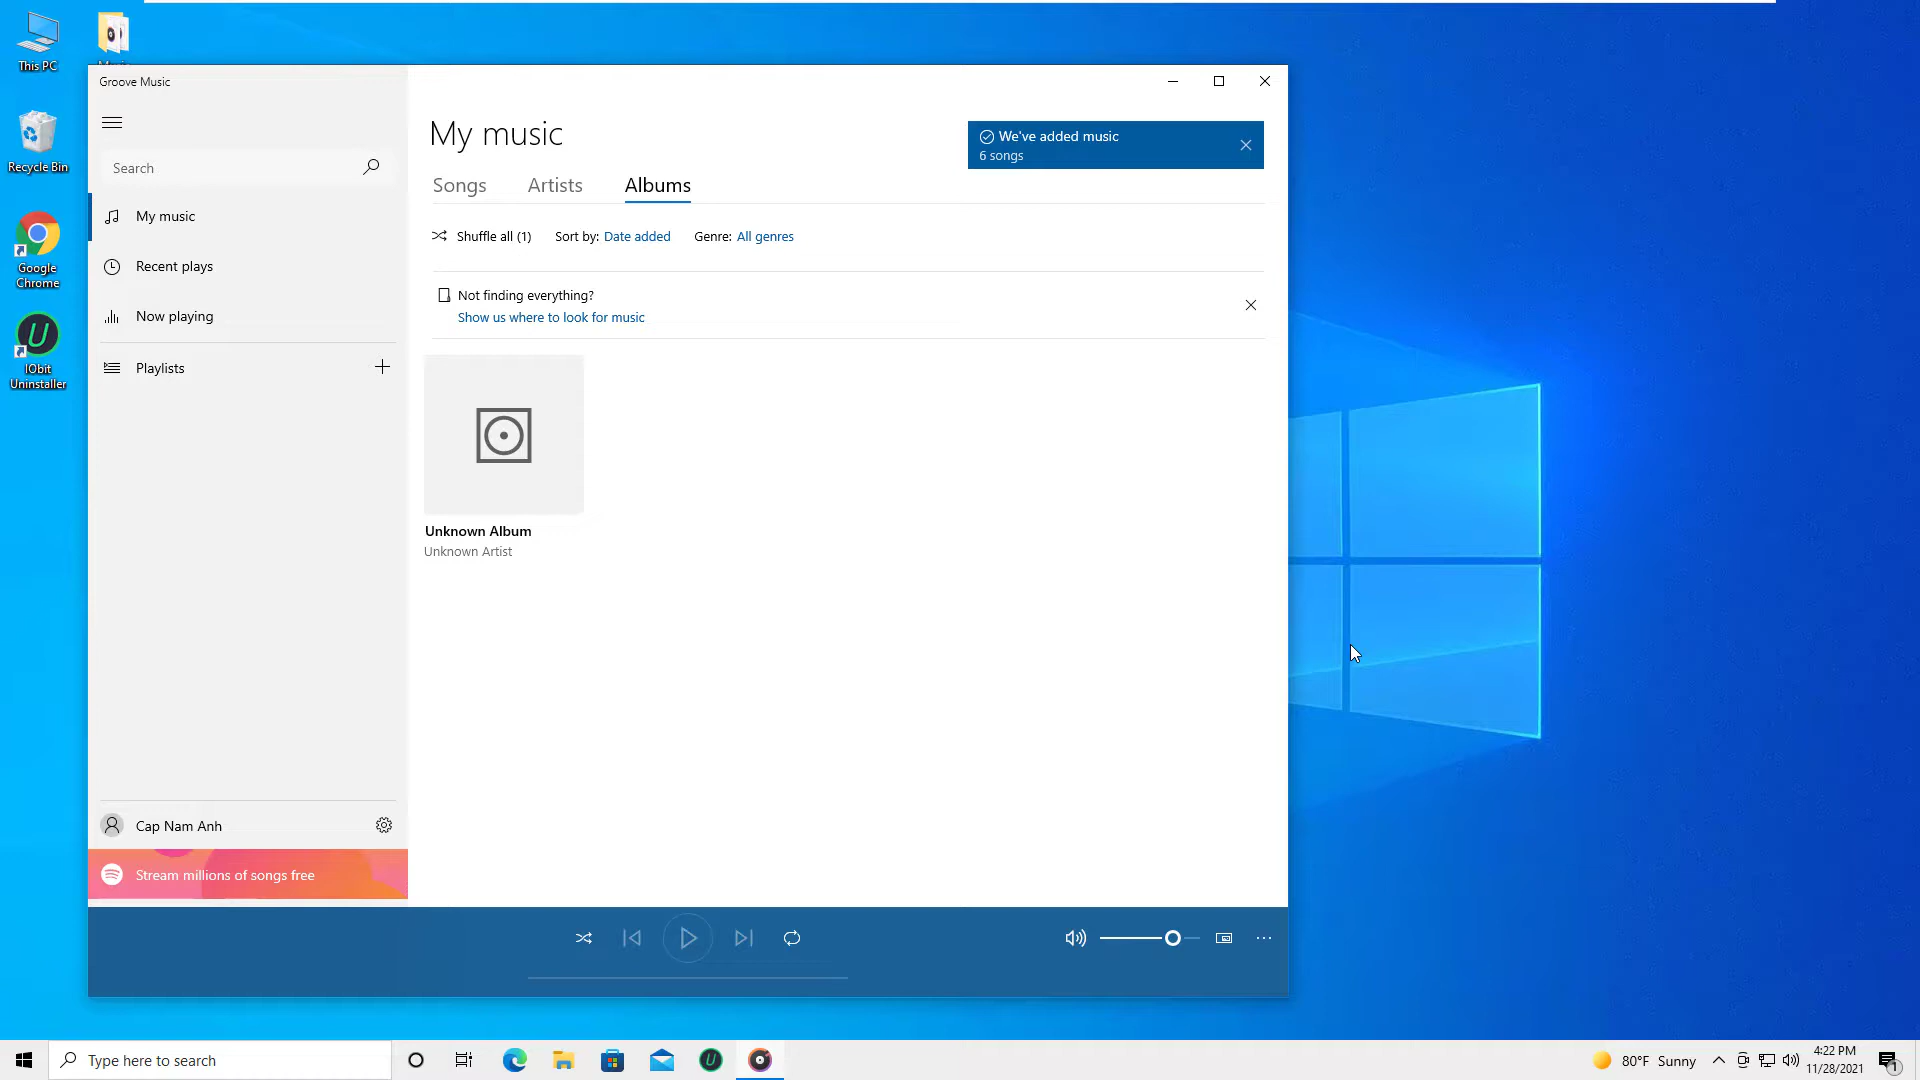 This PC
Music
Recycle Bin
Google
Chrome
IObit
Uninstaller
Groove Music
Search
My music
Recent plays
Now playing
Playlists
Cap Nam Anh
Stream millions of songs free
My music
We've added music
6 songs
Songs Artists Albums
Shuffle all (1) Sort by: Date added Genre: All genres
Not finding everything?
Show us where to look for music
Unknown Album
Unknown Artist
Type here to search
80°F Sunny
4:22 PM
11/28/2021
1